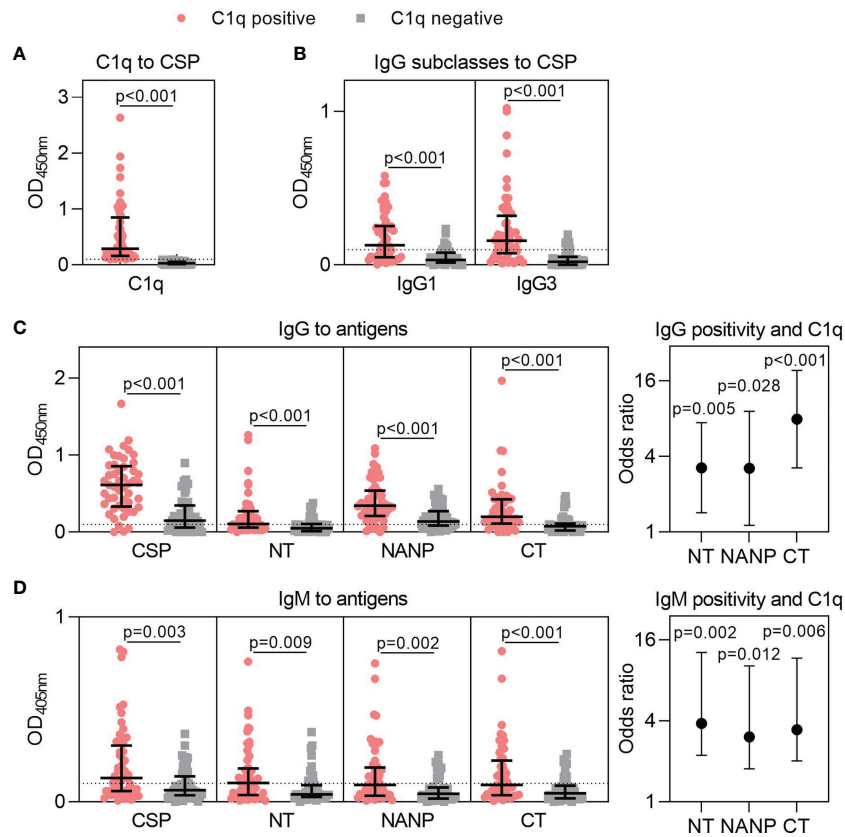 C1q positive C1q negative
A B
C1q to CSP IgG subclasses to CSP
OD450nm
3
2
1
0
p<0.001
C1q
OD450nm
1
0
p<0.001
p<0.001
IgG1 IgG3
C
IgG to antigens
OD450nm
2
1
0
p<0.001
p<0.001
p<0.001
p<0.001
CSP NT NANP CT
IgG positivity and C1q
Odds ratio
16
4
1
p=0.005
p=0.028
p<0.001
NT NANP CT
D
IgM to antigens
OD405nm
1
0
p=0.003
p=0.009
p=0.002
p<0.001
CSP NT NANP CT
IgM positivity and C1q
Odds ratio
16
4
1
p=0.002
p=0.012
p=0.006
NT NANP CT